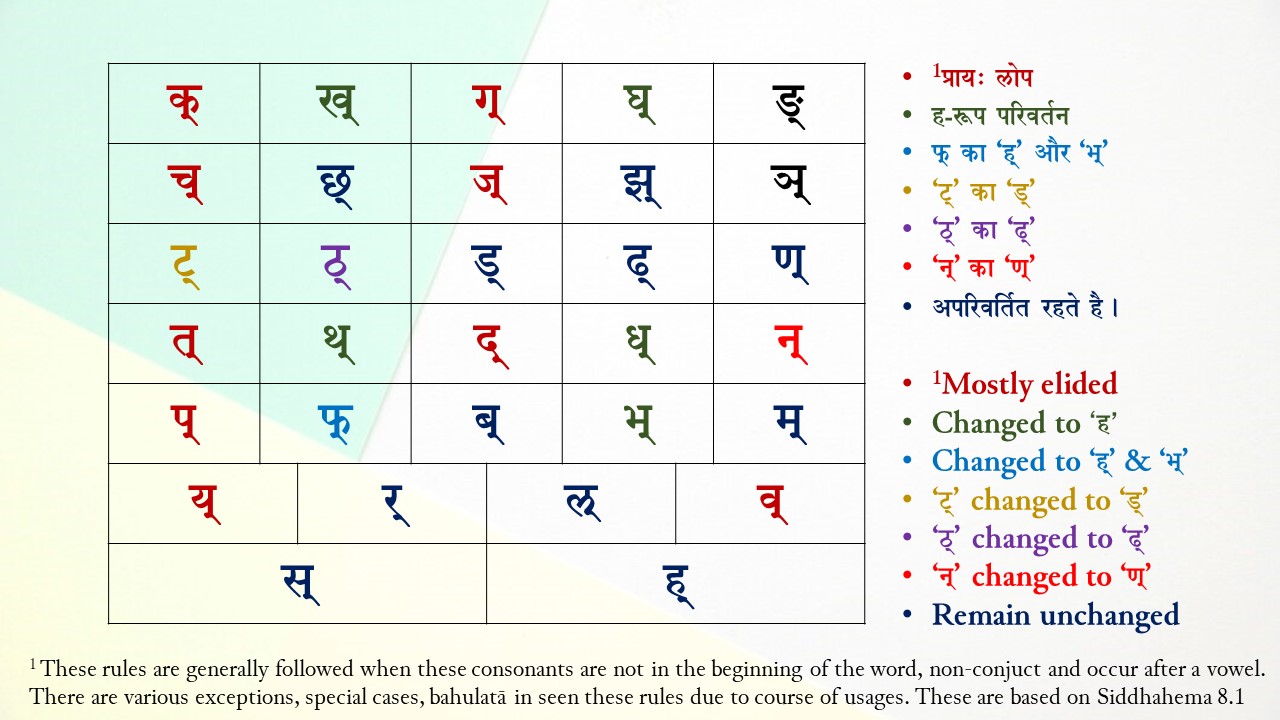 क् ख् ग् घ् ङ्
च् छ् ज् झ् ञ्
ट् ठ् ड् ढ् ण्
त् थ् द् ध् न्
प् फ् ब् भ् म्
य् र् ल् व्
स् ह्
• ¹प्रायः लोप
• ह-रूप परिवर्तन
• फ् का ‘ह्’ और ‘भ्’
• ‘ट्’ का ‘ड्’
• ‘ठ्’ का ‘ढ्’
• ‘न्’ का ‘ण्’
• अपरिवर्तित रहते है ।
• ¹Mostly elided
• Changed to ‘ह’
• Changed to ‘ह्’ & ‘भ्’
• ‘ट्’ changed to ‘ड्’
• ‘ठ्’ changed to ‘ढ्’
• ‘न्’ changed to ‘ण्’
• Remain unchanged
¹ These rules are generally followed when these consonants are not in the beginning of the word, non-conjuct and occur after a vowel.
There are various exceptions, special cases, bahulatā in seen these rules due to course of usages. These are based on Siddhahema 8.1